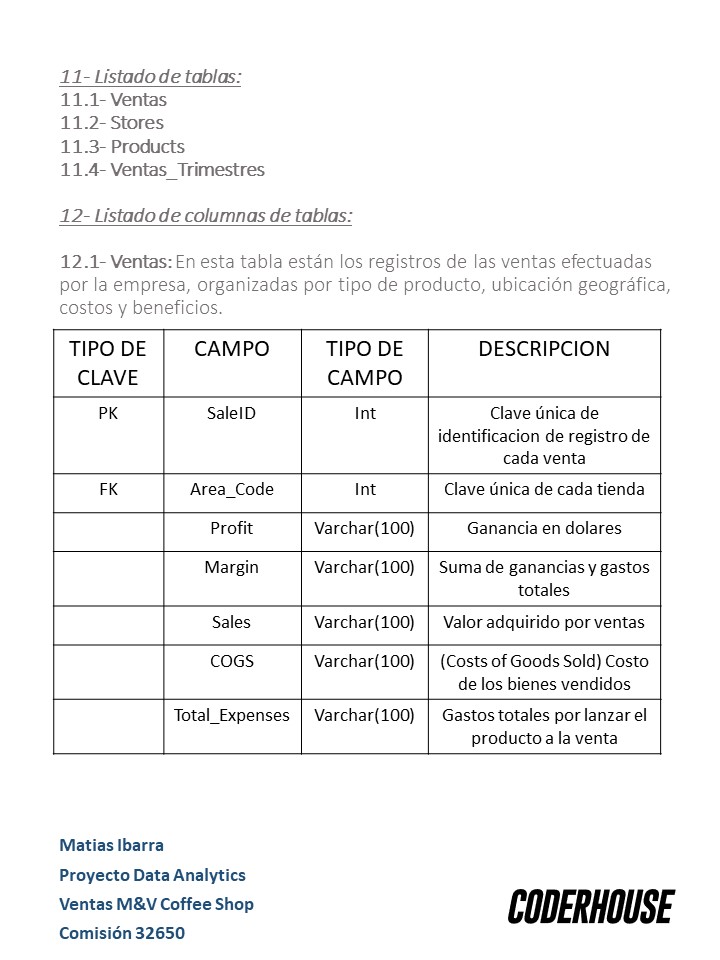 11- Listado de tablas:
11.1- Ventas
11.2- Stores
11.3- Products
11.4- Ventas_Trimestres
12- Listado de columnas de tablas:
12.1- Ventas: En esta tabla están los registros de las ventas efectuadas
por la empresa, organizadas por tipo de producto, ubicación geográfica,
costos y beneficios.
TIPO DE CLAVE CAMPO TIPO DE CAMPO DESCRIPCION
PK SaleID Int Clave única de
identificacion de registro de
cada venta
FK Area_Code Int Clave única de cada tienda
Profit Varchar(100) Ganancia en dolares
Margin Varchar(100) Suma de ganancias y gastos
totales
Sales Varchar(100) Valor adquirido por ventas
COGS Varchar(100) (Costs of Goods Sold) Costo
de los bienes vendidos
Total_Expenses Varchar(100) Gastos totales por lanzar el
producto a la venta
Matias Ibarra
Proyecto Data Analytics
Ventas M&V Coffee Shop
Comisión 32650
CODERHOUSE